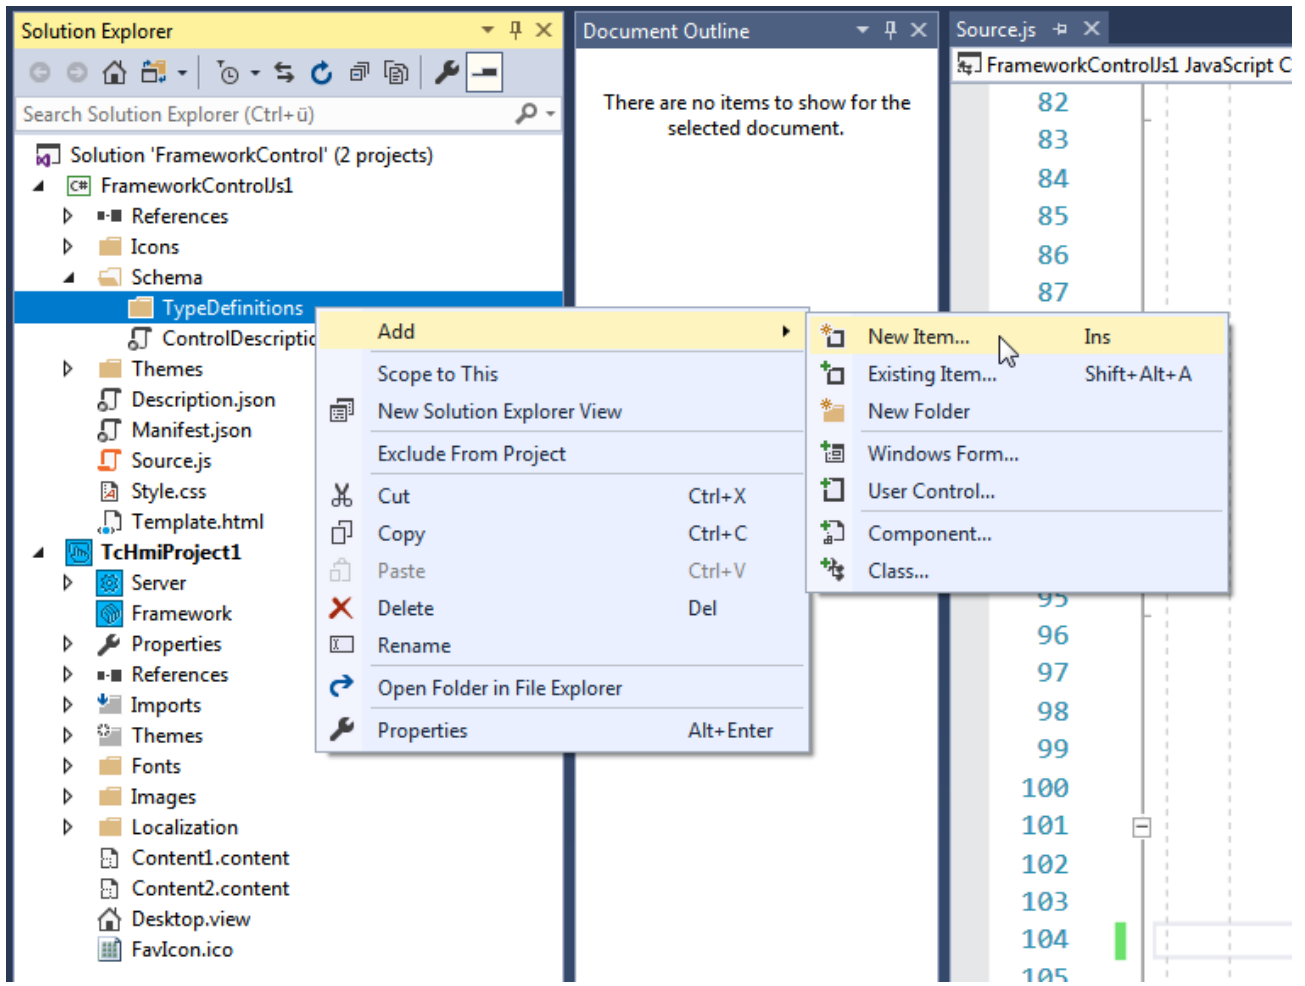 Solution Explorer
Search Solution Explorer (Ctrl+ü)
Solution 'FrameworkControl' (2 projects)
C# FrameworkControlJs1
References
Icons
Schema
TypeDefinitions
ControlDescriptic
Themes
Description.json
Manifest.json
Source.js
Style.css
Template.html
TcHmiProject1
Server
Framework
Properties
References
Imports
Themes
Fonts
Images
Localization
Content1.content
Content2.content
Desktop.view
FavIcon.ico
Document Outline
There are no items to show for the
selected document.
Add
Scope to This
New Solution Explorer View
Exclude From Project
Cut Ctrl+X
Copy Ctrl+C
Paste Ctrl+V
Delete Del
Rename
Open Folder in File Explorer
Properties Alt+Enter
New Item... Ins
Existing Item... Shift+Alt+A
New Folder
Windows Form...
User Control...
Component...
Class...
Source.js
FrameworkControlJs1 JavaScript C
82
83
84
85
86
87
95
96
97
98
99
100
101
102
103
104
105